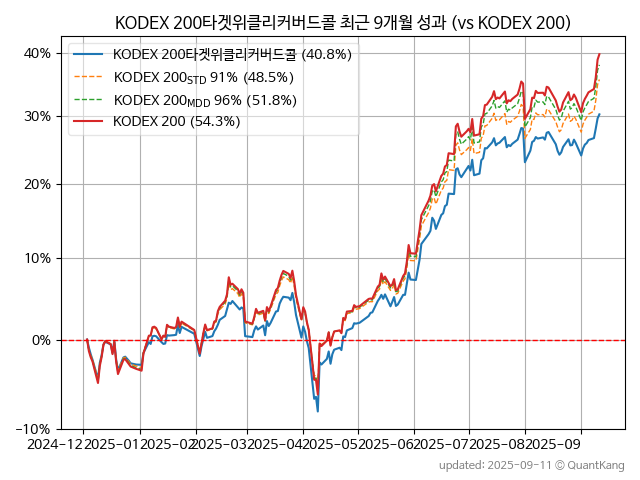 KODEX 200타겟위클리커버드콜 최근 9개월 성과 (vs KODEX 200)
KODEX 200타겟위클리커버드콜 (40.8%)
KODEX 200STD 91% (48.5%)
KODEX 200MDD 96% (51.8%)
KODEX 200 (54.3%)
40%
30%
20%
10%
0%
-10%
2024-12 2025-01 2025-02 2025-03 2025-04 2025-05 2025-06 2025-07 2025-08 2025-09
updated: 2025-09-11 © QuantKang